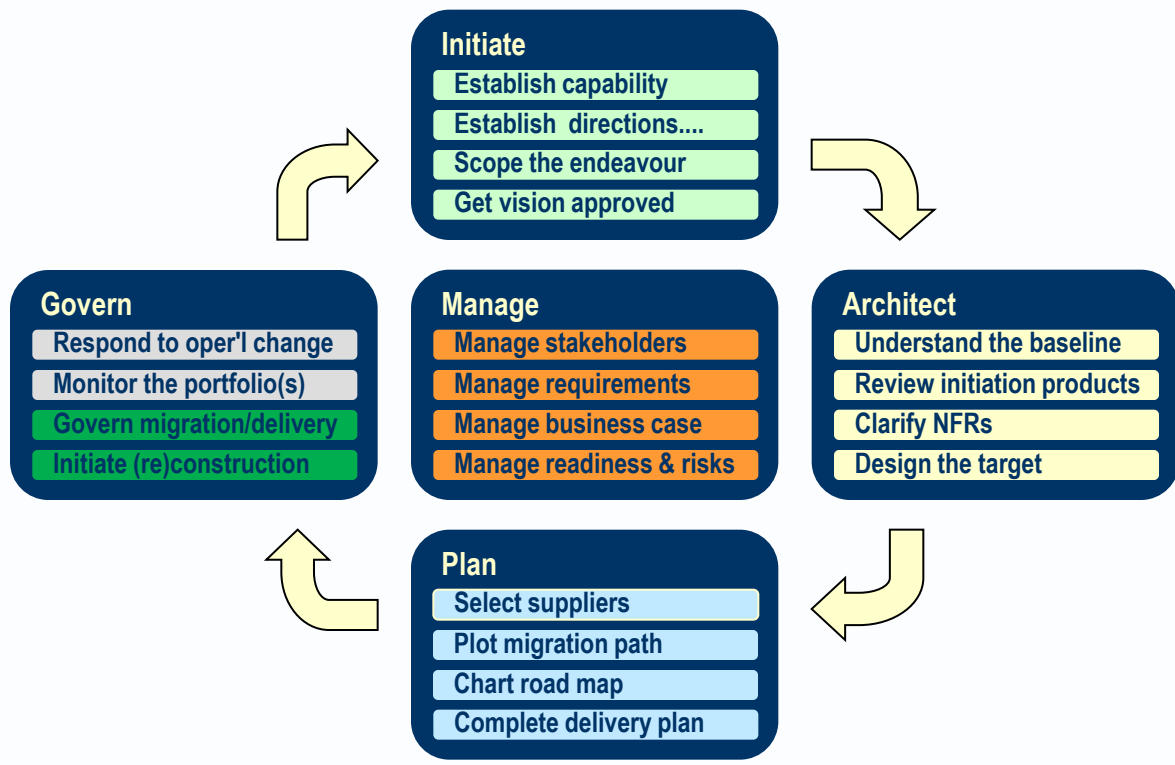 Initiate
Establish capability
Establish directions....
Scope the endeavour
Get vision approved
Govern
Respond to oper'l change
Monitor the portfolio(s)
Govern migration/delivery
Initiate (re)construction
Manage
Manage stakeholders
Manage requirements
Manage business case
Manage readiness & risks
Architect
Understand the baseline
Review initiation products
Clarify NFRs
Design the target
Plan
Select suppliers
Plot migration path
Chart road map
Complete delivery plan